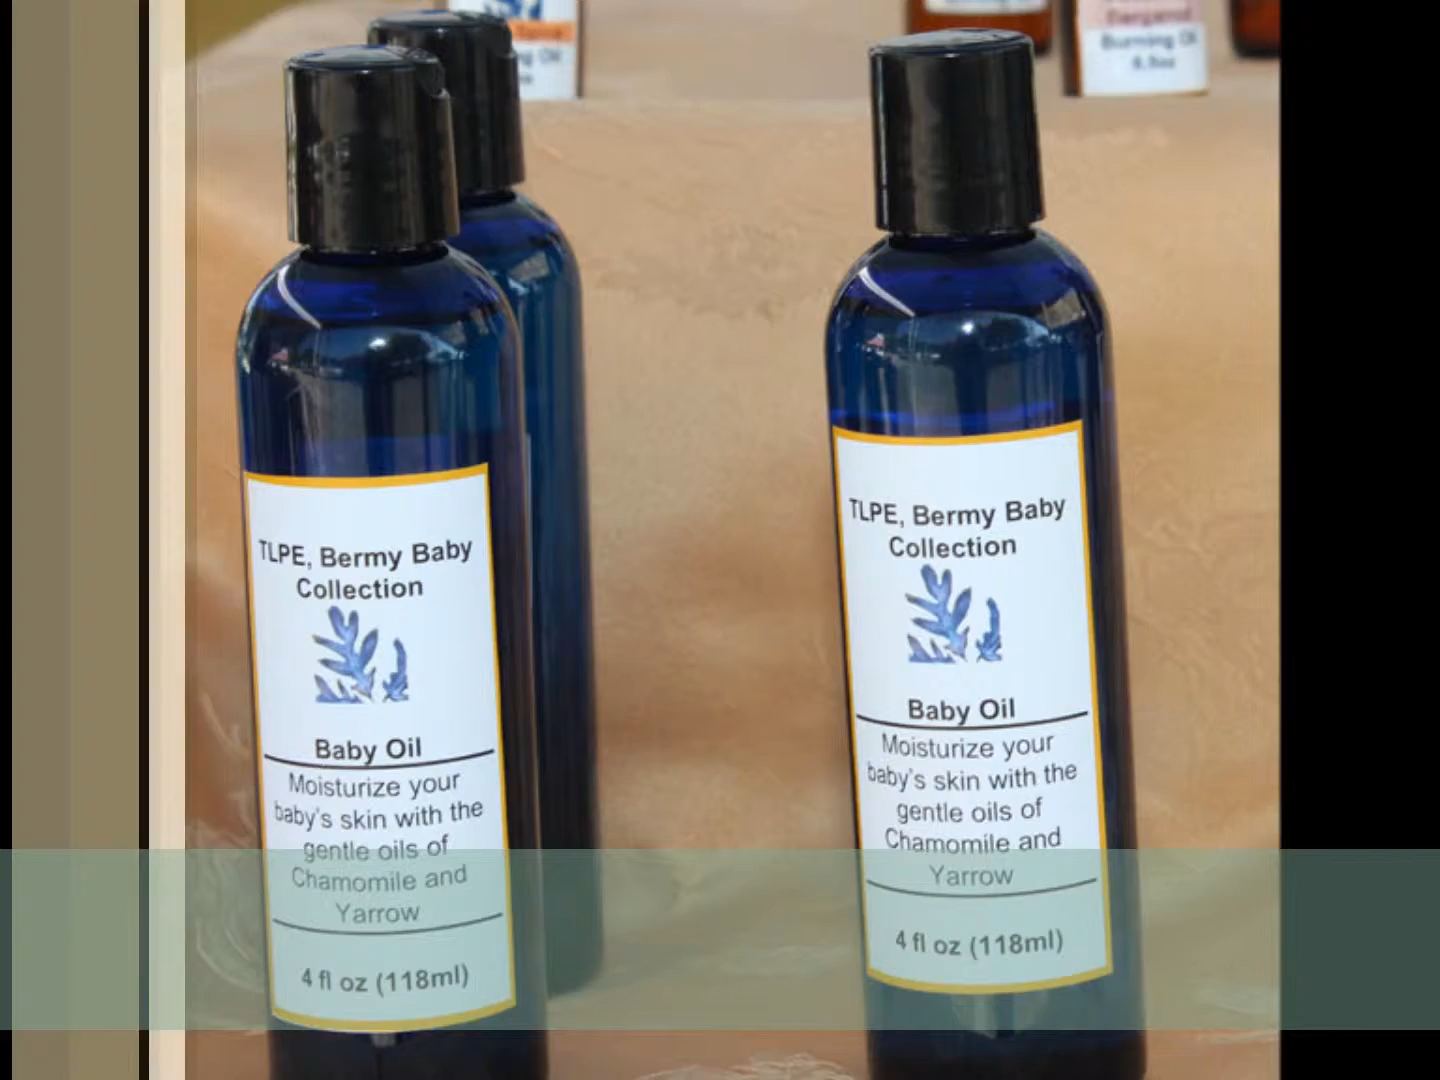 Burning Oil
TLPE, Bermy Baby
Collection
Baby Oil
Moisturize your
baby's skin with the
gentle oils of
Chamomile and
Yarrow
4 fl oz (118ml)
TLPE, Bermy Baby
Collection
Baby Oil
Moisturize your
baby's skin with the
gentle oils of
Chamomile and
Yarrow
4 fl oz (118ml)